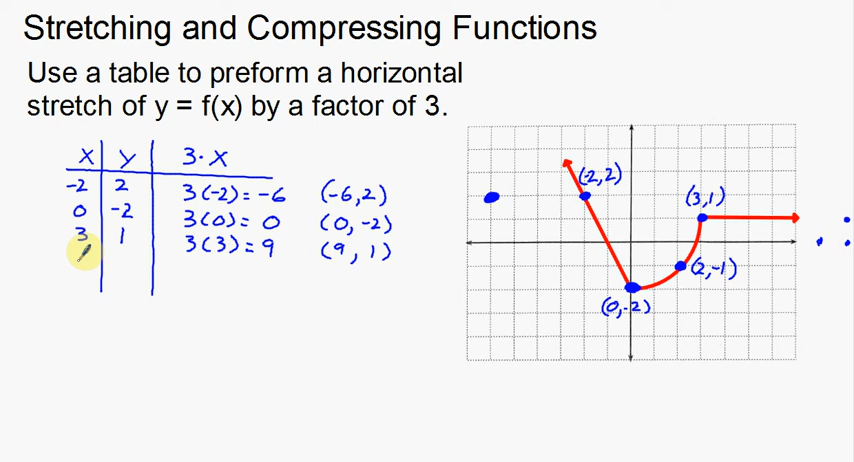 Stretching and Compressing Functions
Use a table to preform a horizontal
stretch of y = f(x) by a factor of 3.
X Y 3·X
-2 2 3(-2) = -6 (-6,2)
0 -2 3(0) = 0 (0,-2)
3 1 3(3) = 9 (9, 1)
(-2,2)
(3,1)
(2,-1)
(0,-2)